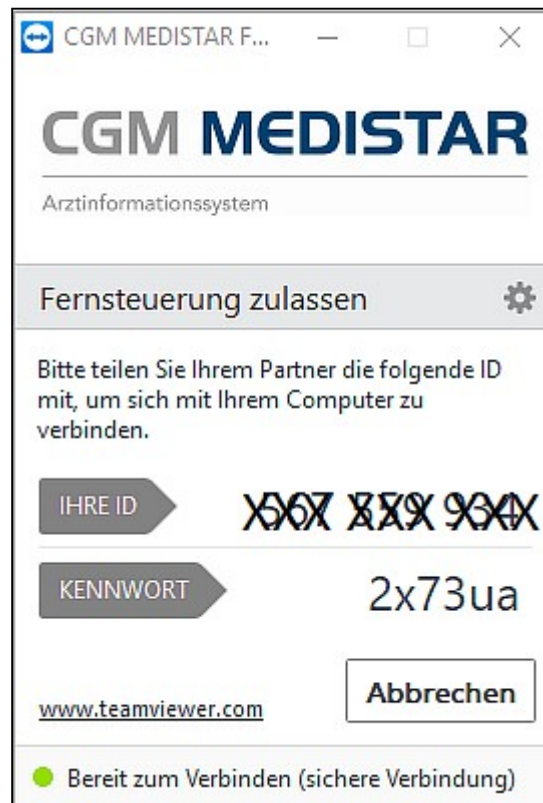 CGM MEDISTAR F...
CGM MEDISTAR
Arztinformationssystem
Fernsteuerung zulassen
Bitte teilen Sie Ihrem Partner die folgende ID
mit, um sich mit Ihrem Computer zu
verbinden.
IHRE ID
KENNWORT 2x73ua
www.teamviewer.com
Abbrechen
Bereit zum Verbinden (sichere Verbindung)